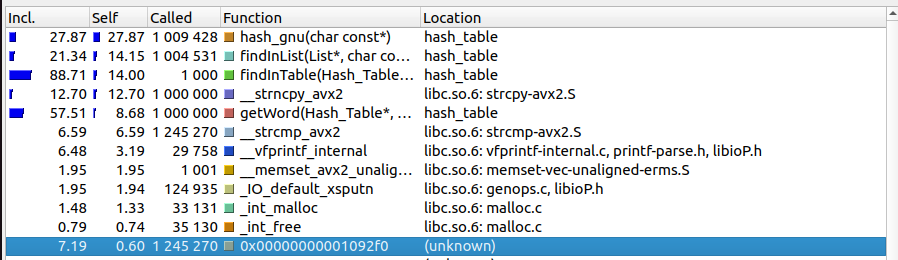 Incl. Self Called Function Location
27.87 27.87 1 009 428 hash_gnu(char const*) hash_table
21.34 14.15 1 004 531 findInList(List*, char co... hash_table
88.71 14.00 1 000 findInTable(Hash_Table... hash_table
12.70 12.70 1 000 000 __strncpy_avx2 libc.so.6: strcpy-avx2.S
57.51 8.68 1 000 000 getWord(Hash_Table*, ... hash_table
6.59 6.59 1 245 270 __strcmp_avx2 libc.so.6: strcmp-avx2.S
6.48 3.19 29 758 __vfprintf_internal libc.so.6: vfprintf-internal.c, printf-parse.h, libioP.h
1.95 1.95 1 001 __memset_avx2_unalig... libc.so.6: memset-vec-unaligned-erms.S
1.95 1.94 124 935 _IO_default_xsputn libc.so.6: genops.c, libioP.h
1.48 1.33 33 131 _int_malloc libc.so.6: malloc.c
0.79 0.74 35 130 _int_free libc.so.6: malloc.c
7.19 0.60 1 245 270 0x00000000001092f0 (unknown)